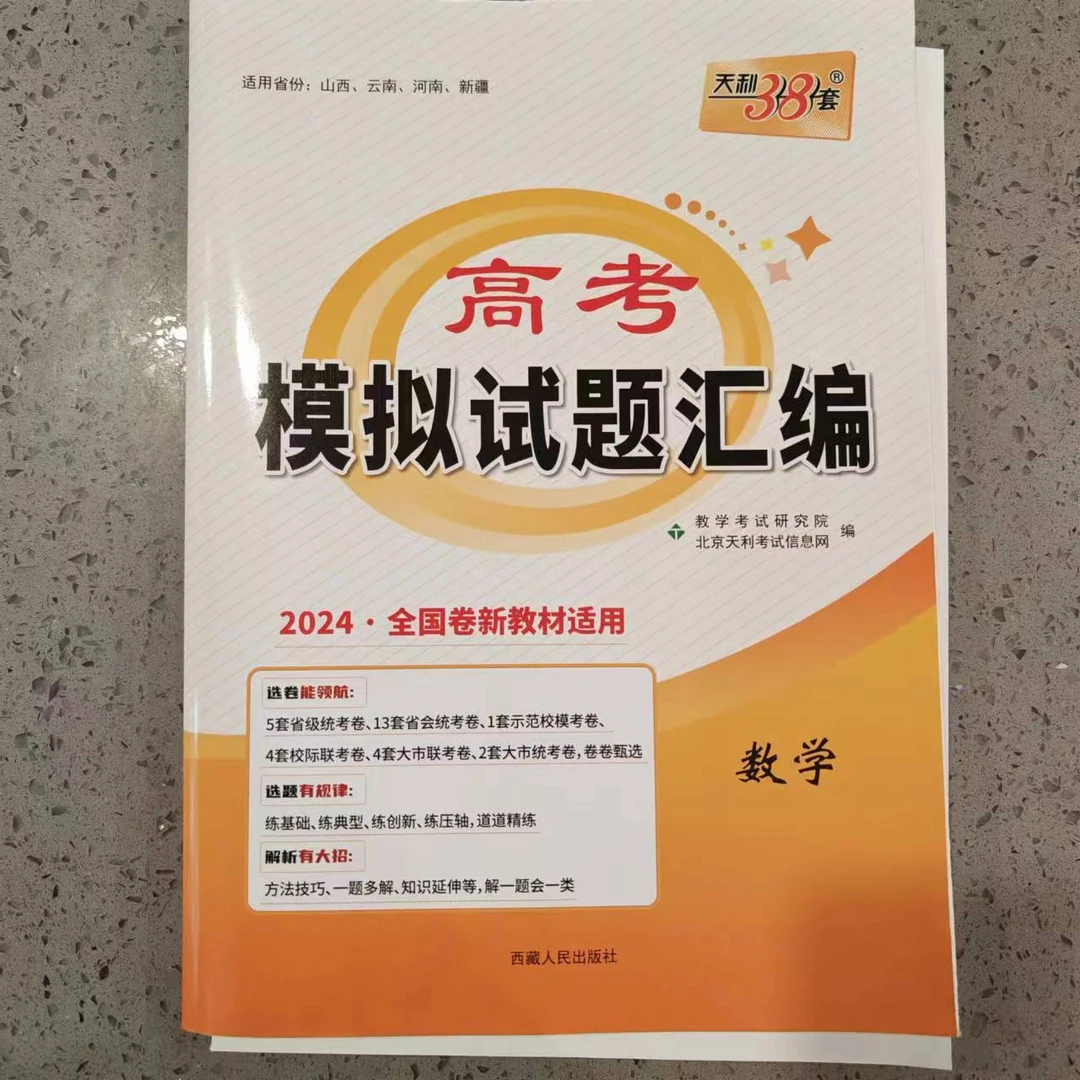 适用省份：山西、云南、河南、新疆
天利38套®
高考
模拟试题汇编
教学考试研究院
北京天利考试信息网
编
2024·全国卷新教材适用
选卷能领航：
5套省级统考卷、13套省会统考卷、1套示范校模考卷、
4套校际联考卷、4套大市联考卷、2套大市统考卷，卷卷甄选
选题有规律：
练基础、练典型、练创新、练压轴，道道精练
解析有大招：
方法技巧、一题多解、知识延伸等，解一题会一类
数学
西藏人民出版社